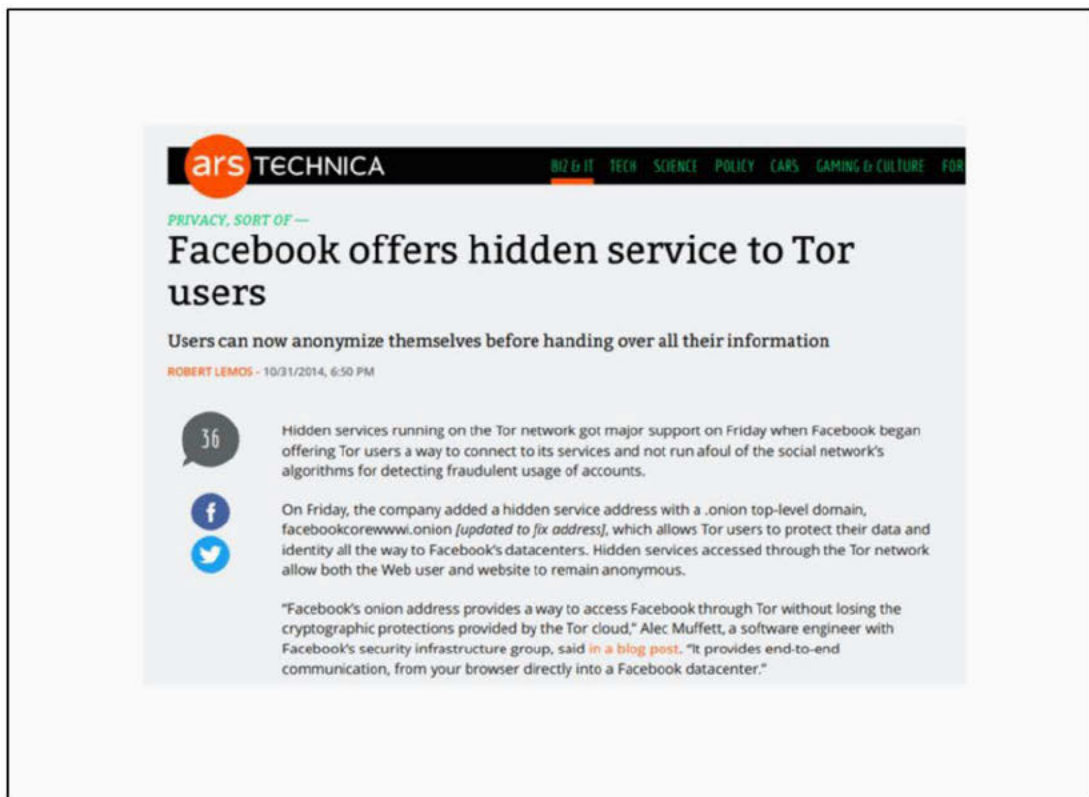 ars TECHNICA
BIZ & IT TECH SCIENCE POLICY CARS GAMING & CULTURE FOR
PRIVACY, SORT OF —
Facebook offers hidden service to Tor
users
Users can now anonymize themselves before handing over all their information
ROBERT LEMOS - 10/31/2014, 6:50 PM
36
Hidden services running on the Tor network got major support on Friday when Facebook began
offering Tor users a way to connect to its services and not run afoul of the social network's
algorithms for detecting fraudulent usage of accounts.
On Friday, the company added a hidden service address with a .onion top-level domain,
facebookcorewwwi.onion [updated to fix address], which allows Tor users to protect their data and
identity all the way to Facebook's datacenters. Hidden services accessed through the Tor network
allow both the Web user and website to remain anonymous.
"Facebook's onion address provides a way to access Facebook through Tor without losing the
cryptographic protections provided by the Tor cloud," Alec Muffett, a software engineer with
Facebook's security infrastructure group, said in a blog post. "It provides end-to-end
communication, from your browser directly into a Facebook datacenter."